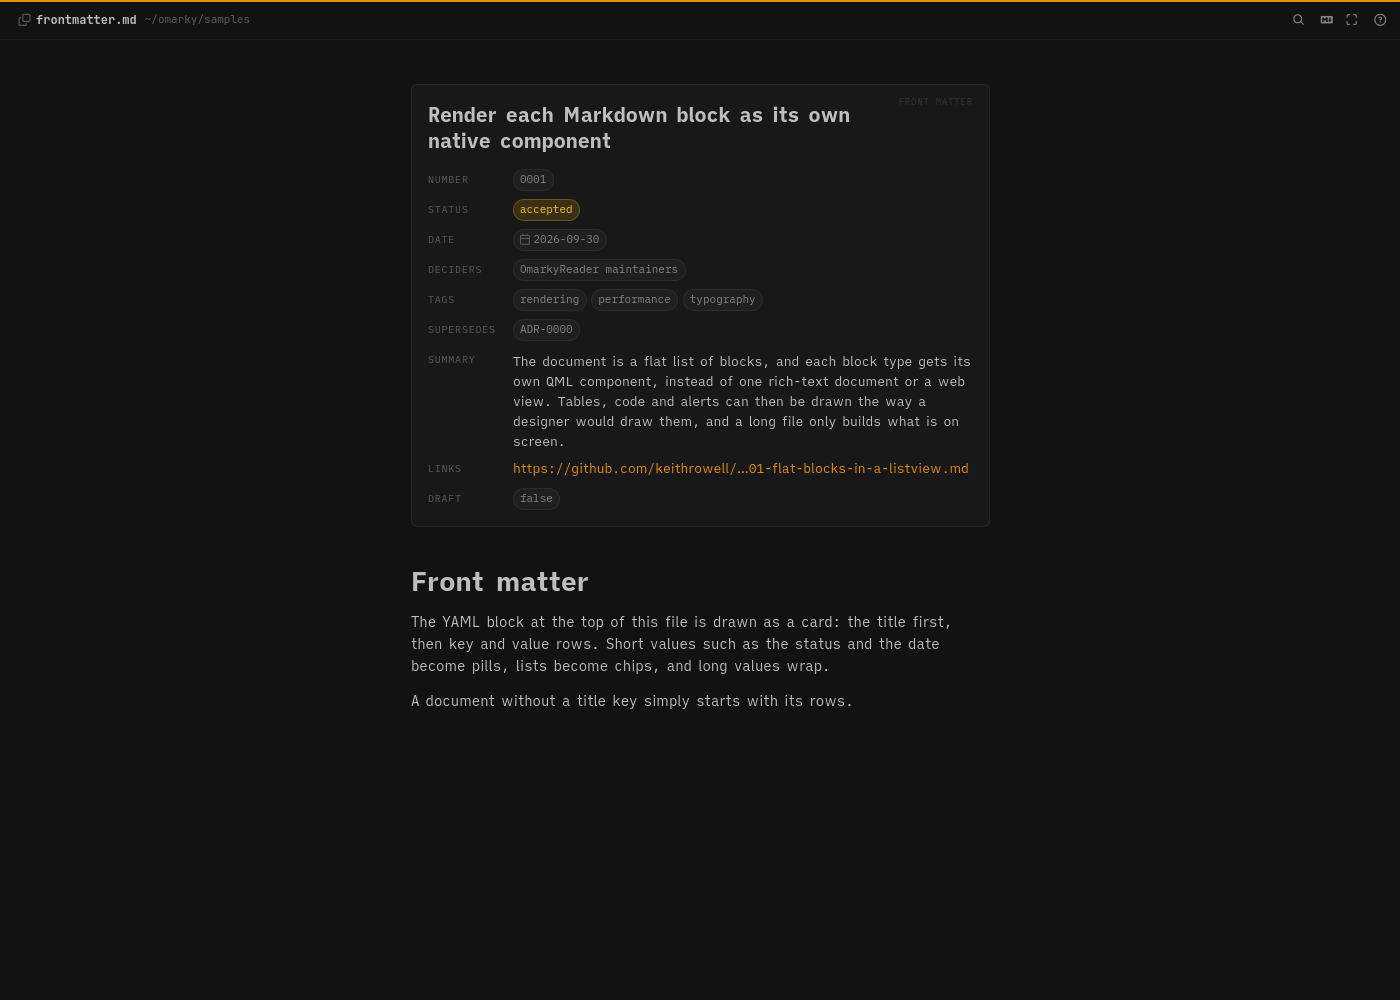 frontmatter.md ~/omarky/samples
FRONT MATTER
Render each Markdown block as its own
native component
NUMBER 0001
STATUS accepted
DATE 2026-09-30
DECIDERS OmarkyReader maintainers
TAGS rendering performance typography
SUPERSEDES ADR-0000
SUMMARY The document is a flat list of blocks, and each block type gets its
own QML component, instead of one rich-text document or a web
view. Tables, code and alerts can then be drawn the way a
designer would draw them, and a long file only builds what is on
screen.
LINKS https://github.com/keithrowell/…01-flat-blocks-in-a-listview.md
DRAFT false
Front matter
The YAML block at the top of this file is drawn as a card: the title first,
then key and value rows. Short values such as the status and the date
become pills, lists become chips, and long values wrap.
A document without a title key simply starts with its rows.